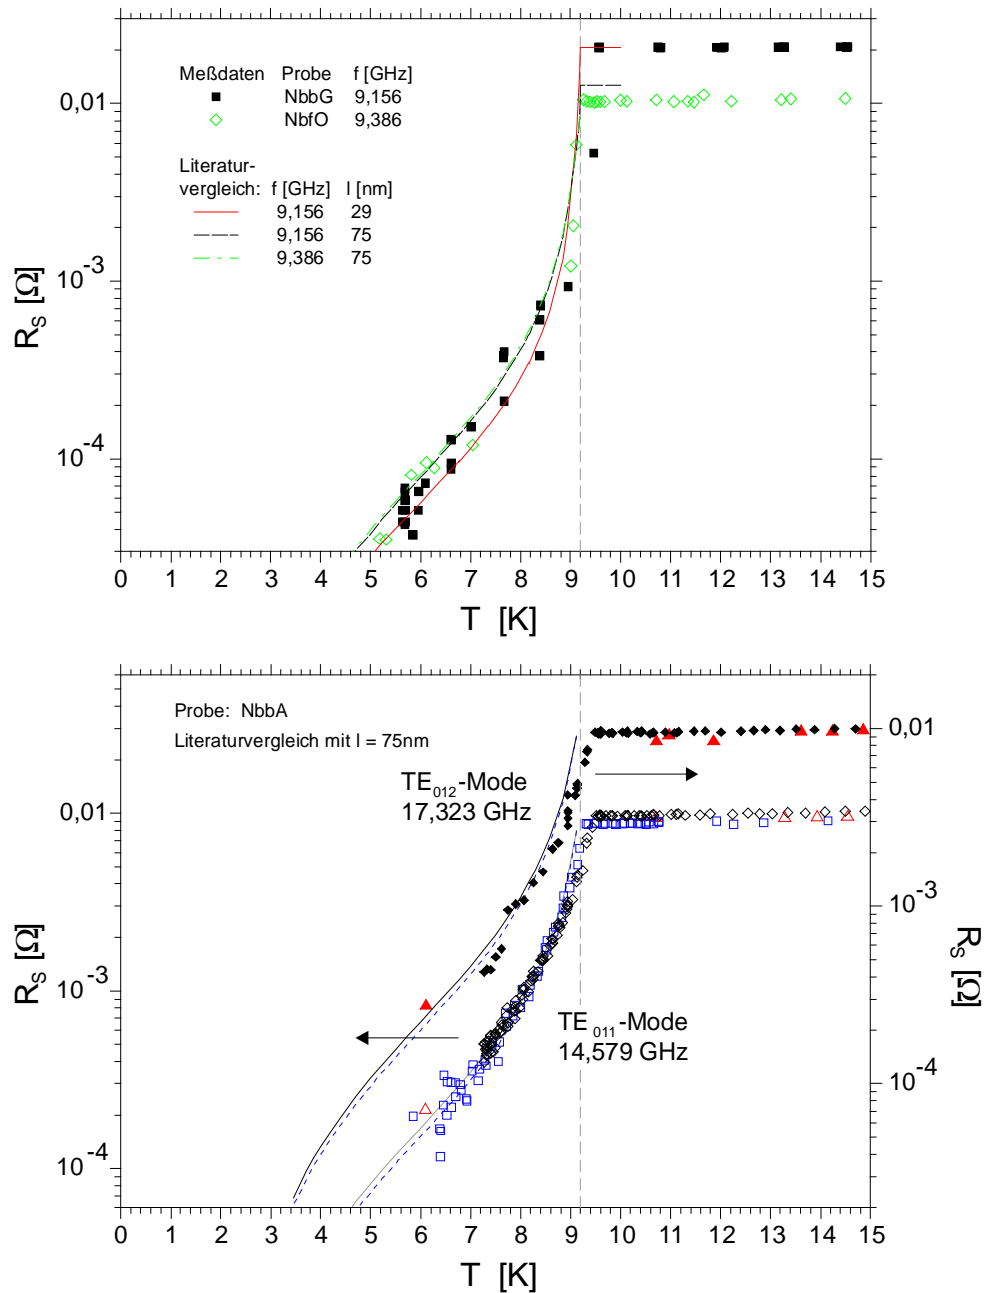 Meßdaten Probe f [GHz]
NbbG 9,156
NbfO 9,386
Literatur-
vergleich: f [GHz] l [nm]
9,156 29
9,156 75
9,386 75
0,01
10-3
10-4
RS [Ω]
0 1 2 3 4 5 6 7 8 9 10 11 12 13 14 15
T [K]
Probe: NbbA
Literaturvergleich mit l = 75nm
TE012-Mode
17,323 GHz
TE011-Mode
14,579 GHz
0,01
10-3
10-4
RS [Ω]
0,01
10-3
10-4
RS [Ω]
0 1 2 3 4 5 6 7 8 9 10 11 12 13 14 15
T [K]